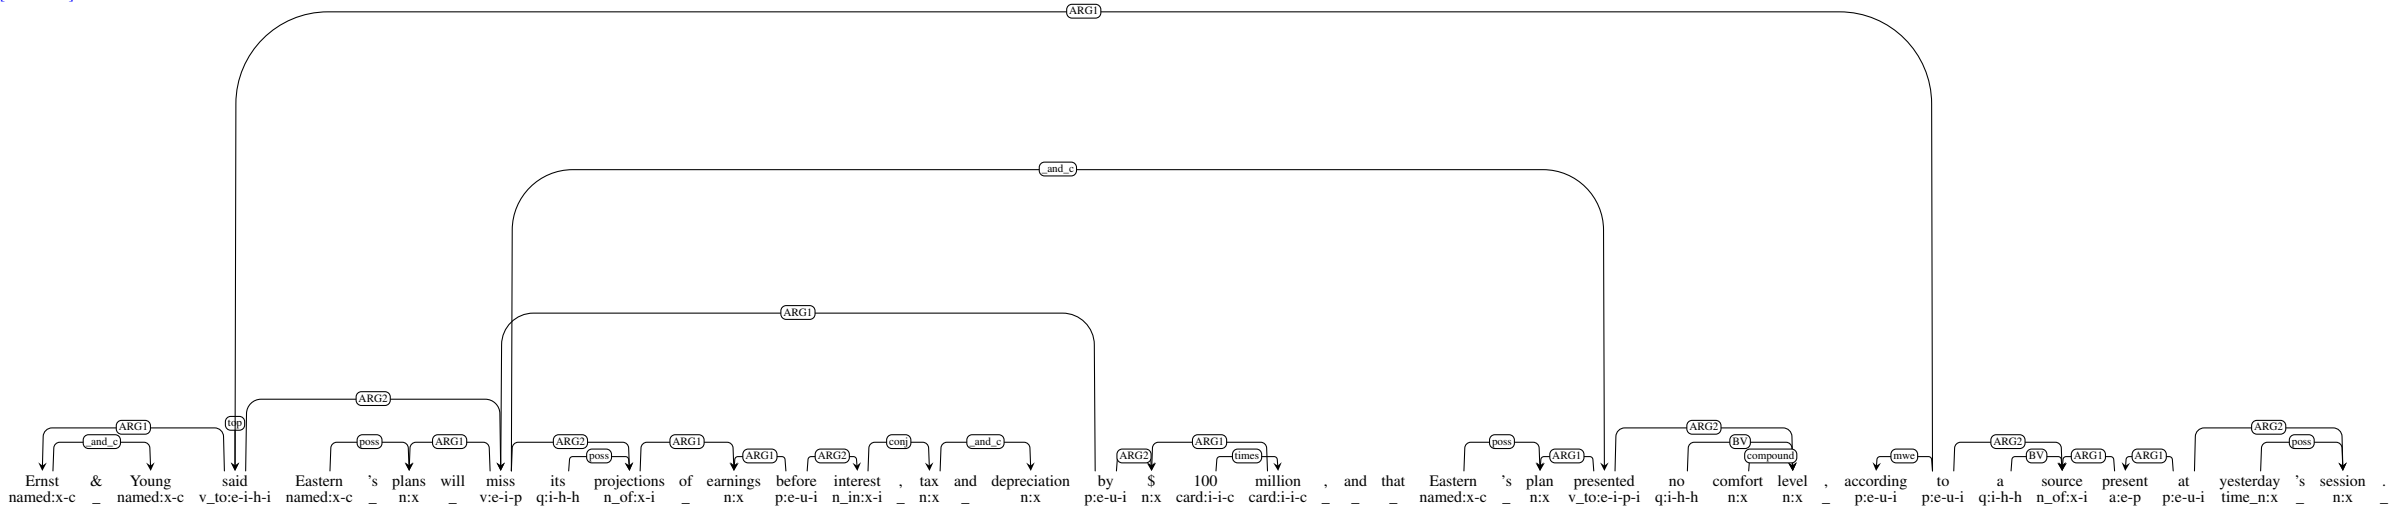 ARG1
_and_c
ARG1
ARG2
ARG1 top ARG2 BV ARG2
_and_c poss ARG1 ARG2 ARG1 conj _and_c ARG1 poss BV ARG2 poss
poss ARG1 ARG2 ARG2 times ARG1 compound mwe BV ARG1 ARG1
Ernst & Young said Eastern 's plans will miss its projections of earnings before interest , tax and depreciation by $ 100 million , and that Eastern 's plan presented no comfort level , according to a source present at yesterday 's session .
named:x-c _ named:x-c v_to:e-i-h-i named:x-c _ n:x _ v:e-i-p q:i-h-h n_of:x-i _ n:x p:e-u-i n_in:x-i _ n:x _ n:x p:e-u-i n:x card:i-i-c card:i-i-c _ _ _ named:x-c _ n:x v_to:e-i-p-i q:i-h-h n:x n:x _ p:e-u-i p:e-u-i q:i-h-h n_of:x-i a:e-p p:e-u-i time_n:x _ n:x _